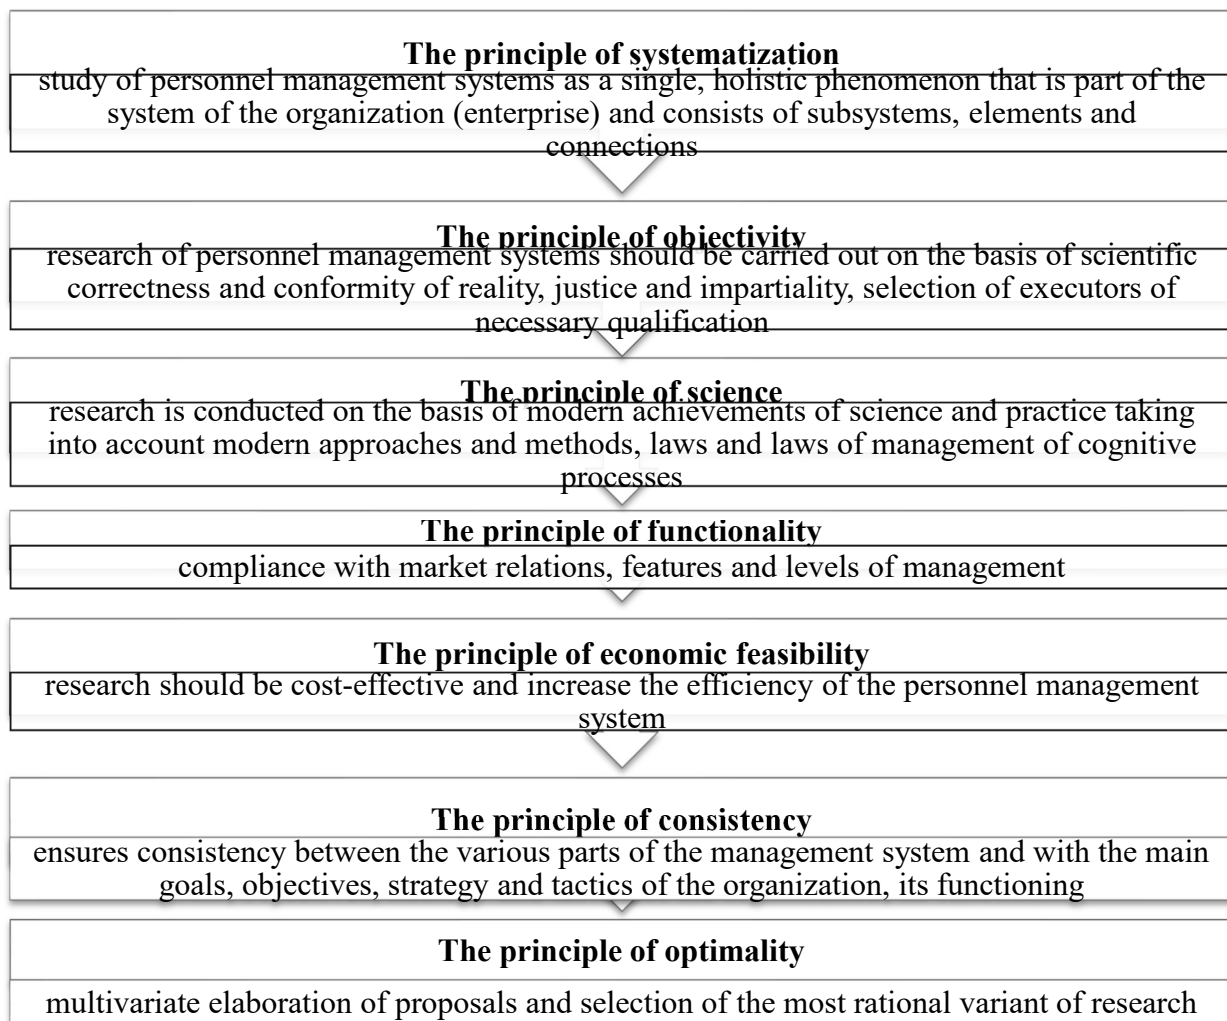 The principle of systematization
study of personnel management systems as a single, holistic phenomenon that is part of the
system of the organization (enterprise) and consists of subsystems, elements and
connections
The principle of objectivity
research of personnel management systems should be carried out on the basis of scientific
correctness and conformity of reality, justice and impartiality, selection of executors of
necessary qualification
The principle of science
research is conducted on the basis of modern achievements of science and practice taking
into account modern approaches and methods, laws and laws of management of cognitive
processes
The principle of functionality
compliance with market relations, features and levels of management
The principle of economic feasibility
research should be cost-effective and increase the efficiency of the personnel management
system
The principle of consistency
ensures consistency between the various parts of the management system and with the main
goals, objectives, strategy and tactics of the organization, its functioning
The principle of optimality
multivariate elaboration of proposals and selection of the most rational variant of research